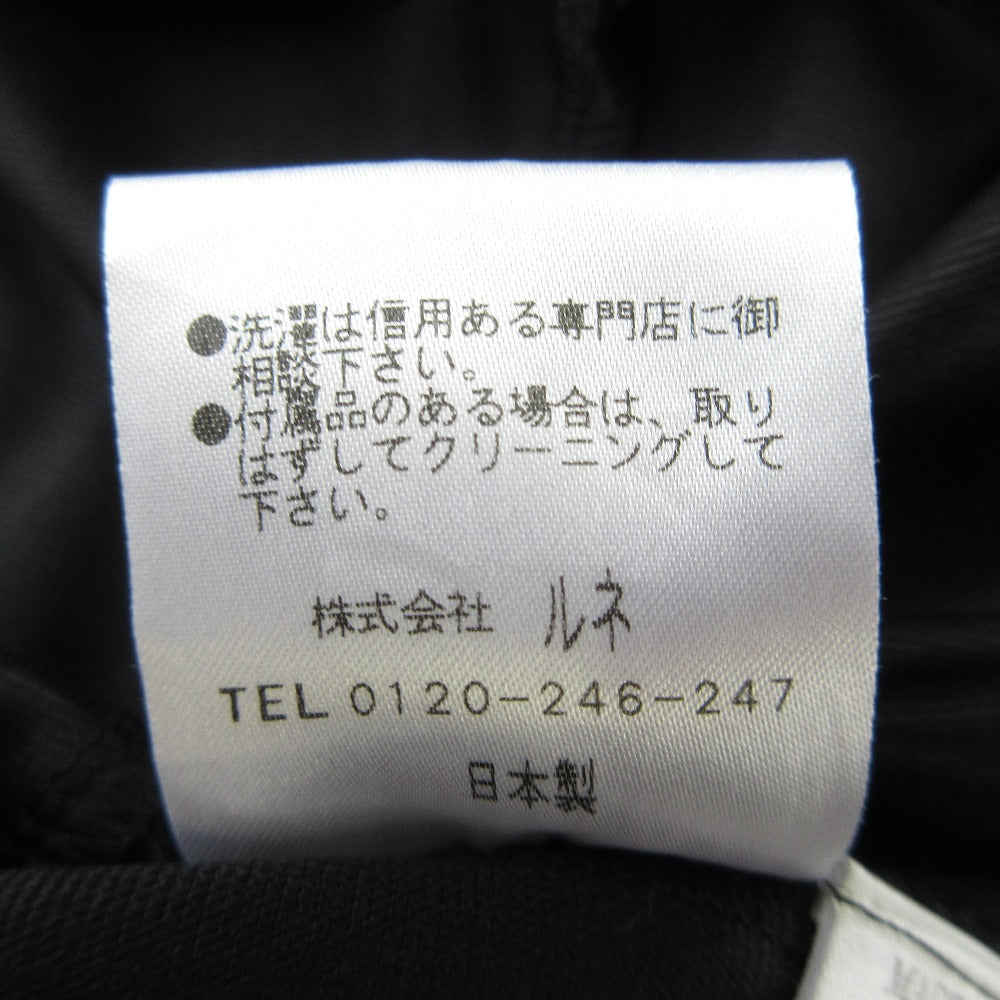 ●洗濯は信用ある専門店に御
相談下さい。
●付属品のある場合は、取り
はずしてクリーニングして
下さい。
株式会社 ルネ
TEL 0120-246-247
日本製